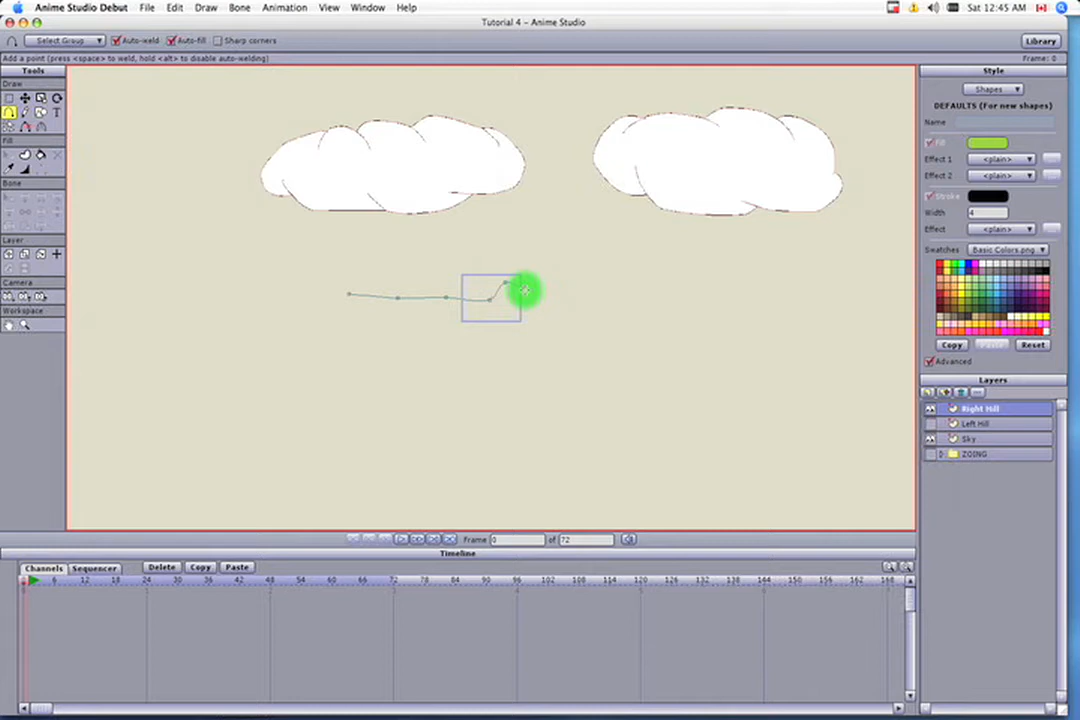 Anime Studio Debut File Edit Draw Bone Animation Anime View Window Help Sat 12:45 AM
Tutorial 4 - Anime Studio
Select Group Auto-weld Auto-fill Sharp corners Library
Add a point (press <space> to weld, hold <alt> to disable auto-welding) Frame: 0
Tools Style
Draw
Shapes
DEFAULTS (For new shapes)
T
Name
Fill Fill
Effect 1 <plain>
Effect 2 <plain>
Bone
Stroke
Width 4
Effect <plain>
Layer
Swatches Basic Colors.png
Camera
Workspace
Copy Paste Reset
Advanced
Layers
Right Hill
Left Hill
Sky
ZOING
Frame 0 of 72
Timeline
Channels Sequencer Delete Copy Paste
6 12 18 24 30 36 42 48 54 60 66 72 78 84 90 96 102 108 114 120 126 132 138 144 150 156 162 168